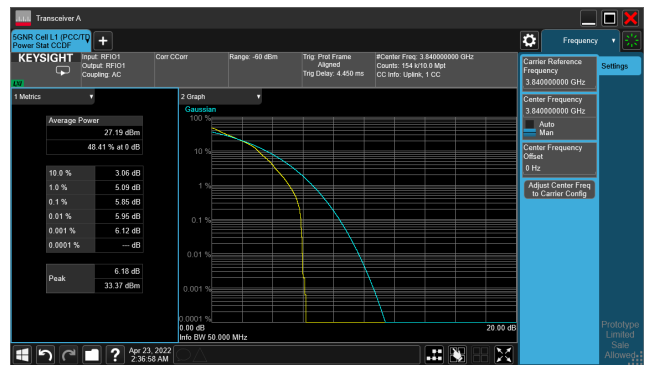 Transceiver A
5GNR Cell L1 (PCC/TD
Power Stat CCDF
Frequency
KEYSIGHT
Input: RFIO1
Output: RFIO1
Coupling: AC
Corr CCorr
Range: -60 dBm
Trig: Prot Frame
Aligned
Trig Delay: 4.450 ms
#Center Freq: 3.840000000 GHz
Counts: 154 k/10.0 Mpt
CC Info: Uplink, 1 CC
LVI
Carrier Reference
Frequency
3.840000000 GHz
Settings
Center Frequency
3.840000000 GHz
Auto
Man
Center Frequency
Offset
0 Hz
Adjust Center Freq
to Carrier Config
1 Metrics
Average Power
27.19 dBm
48.41 % at 0 dB
10.0 % 3.06 dB
1.0 % 5.09 dB
0.1 % 5.85 dB
0.01 % 5.95 dB
0.001 % 6.12 dB
0.0001 % --- dB
Peak
6.18 dB
33.37 dBm
2 Graph
Gaussian
100 %
10 %
1 %
0.1 %
0.01 %
0.001 %
0.0001 %
0.00 dB
20.00 dB
Info BW 50.000 MHz
Prototype
Limited
Sale
Allowed
Apr 23, 2022
2:36:58 AM